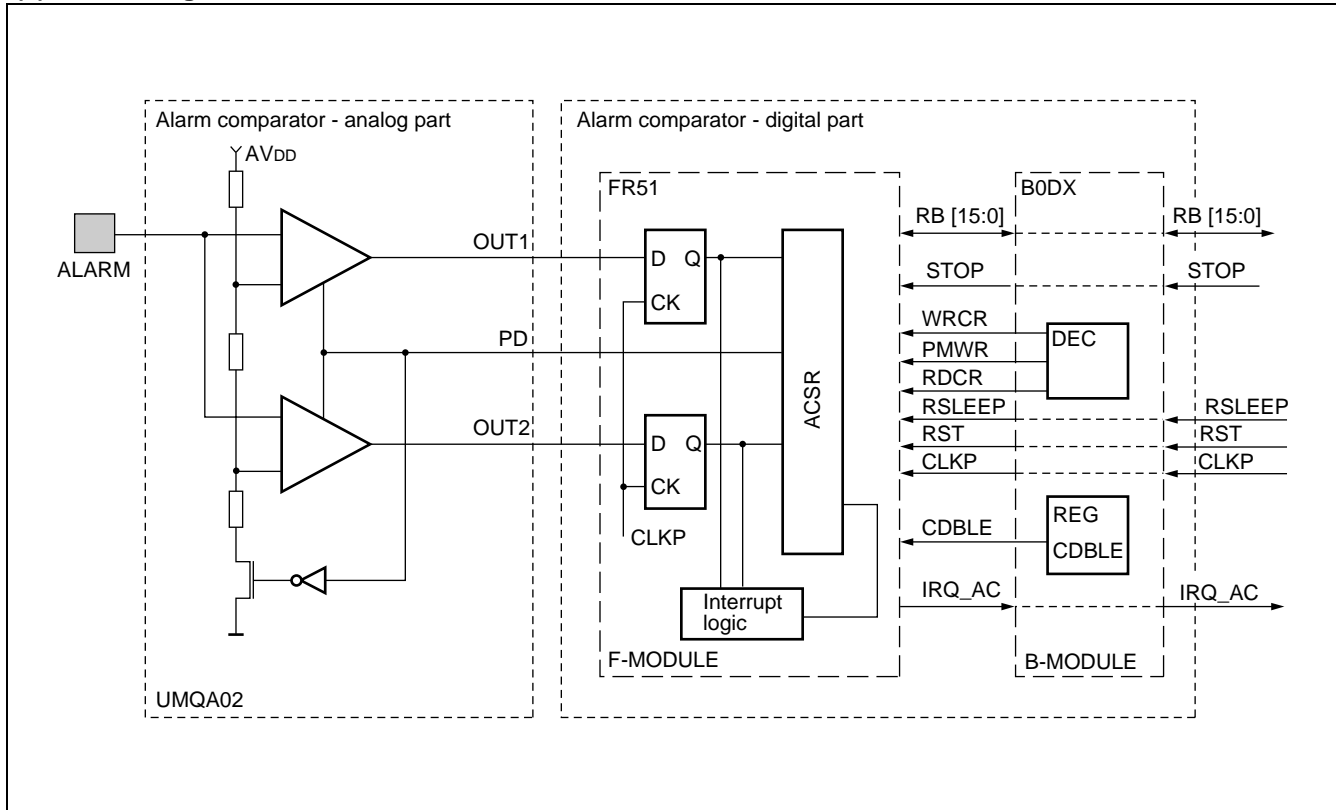 Alarm comparator - analog part
AVDD
ALARM
OUT1
PD
OUT2
UMQA02
Alarm comparator - digital part
FR51
D Q
CK
D Q
CK
CLKP
ACSR
Interrupt
logic
F-MODULE
RB [15:0]
STOP
WRCR
PMWR
RDCR
RSLEEP
RST
CLKP
CDBLE
IRQ_AC
B0DX
DEC
REG
CDBLE
B-MODULE
RB [15:0]
STOP
RSLEEP
RST
CLKP
IRQ_AC